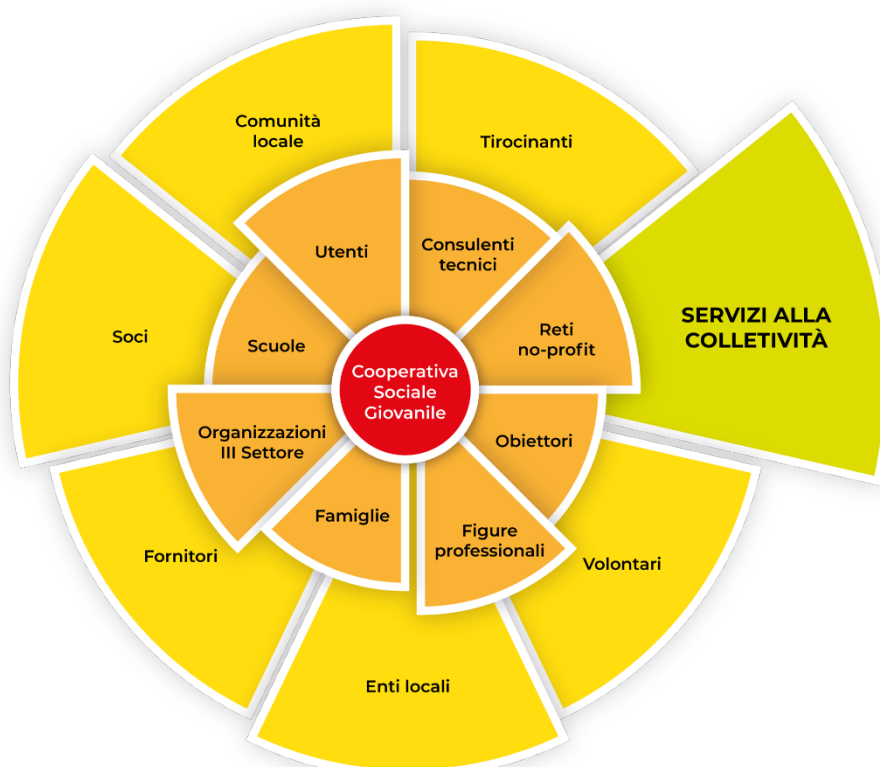 Comunità
locale
Tirocinanti
SERVIZI ALLA
COLLETIVITÀ
Volontari
Enti locali
Fornitori
Soci
Utenti
Consulenti
tecnici
Reti
no-profit
Obiettori
Figure
professionali
Famiglie
Organizzazioni
III Settore
Scuole
Cooperativa
Sociale
Giovanile